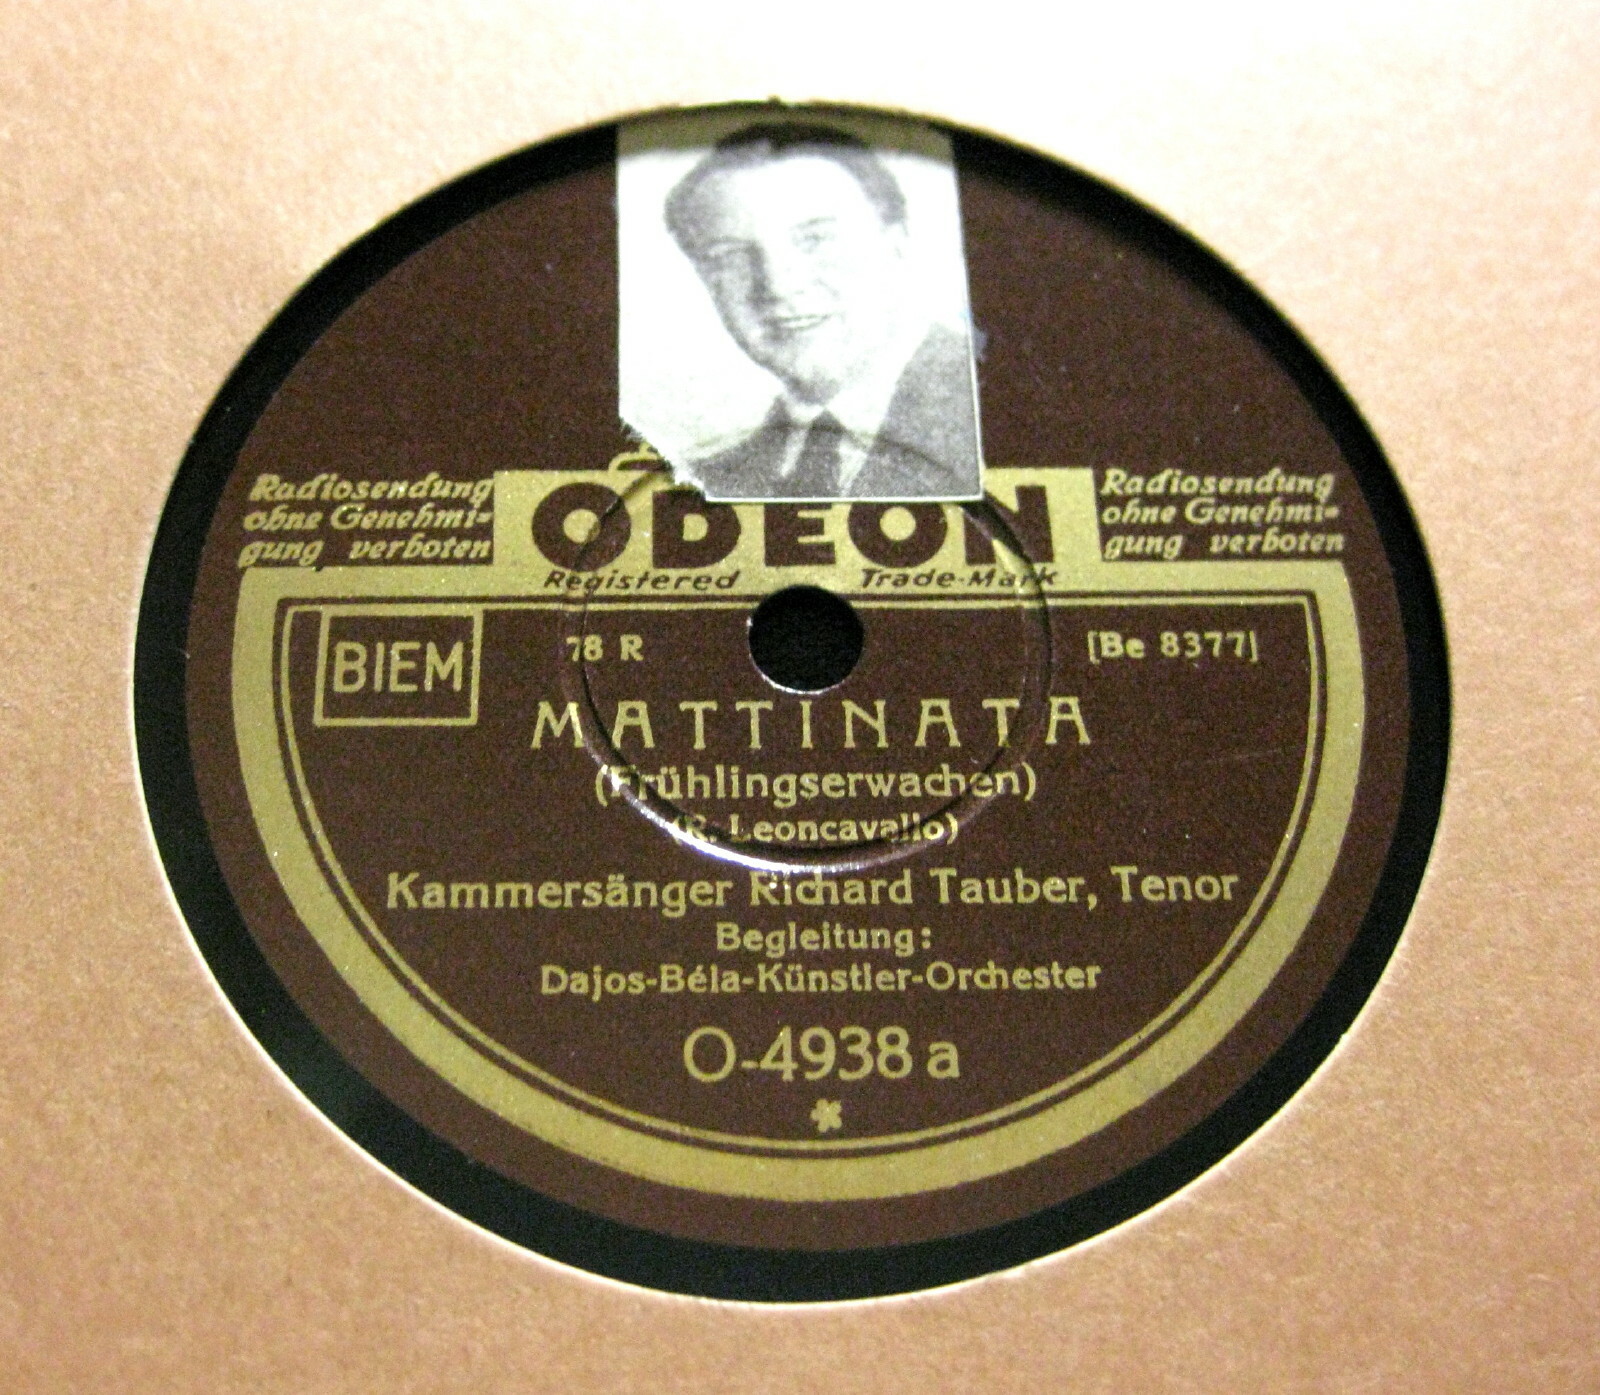 Radiosendung
ohne Genehmi-
gung verboten
ODEON
Registered Trade-Mark
Radiosendung
ohne Genehmi-
gung verboten
BIEM
78 R
[Be 8377]
MATTINATA
(Frühlingserwachen)
(R. Leoncavallo)
Kammersänger Richard Tauber, Tenor
Begleitung:
Dajos-Béla-Künstler-Orchester
O-4938 a